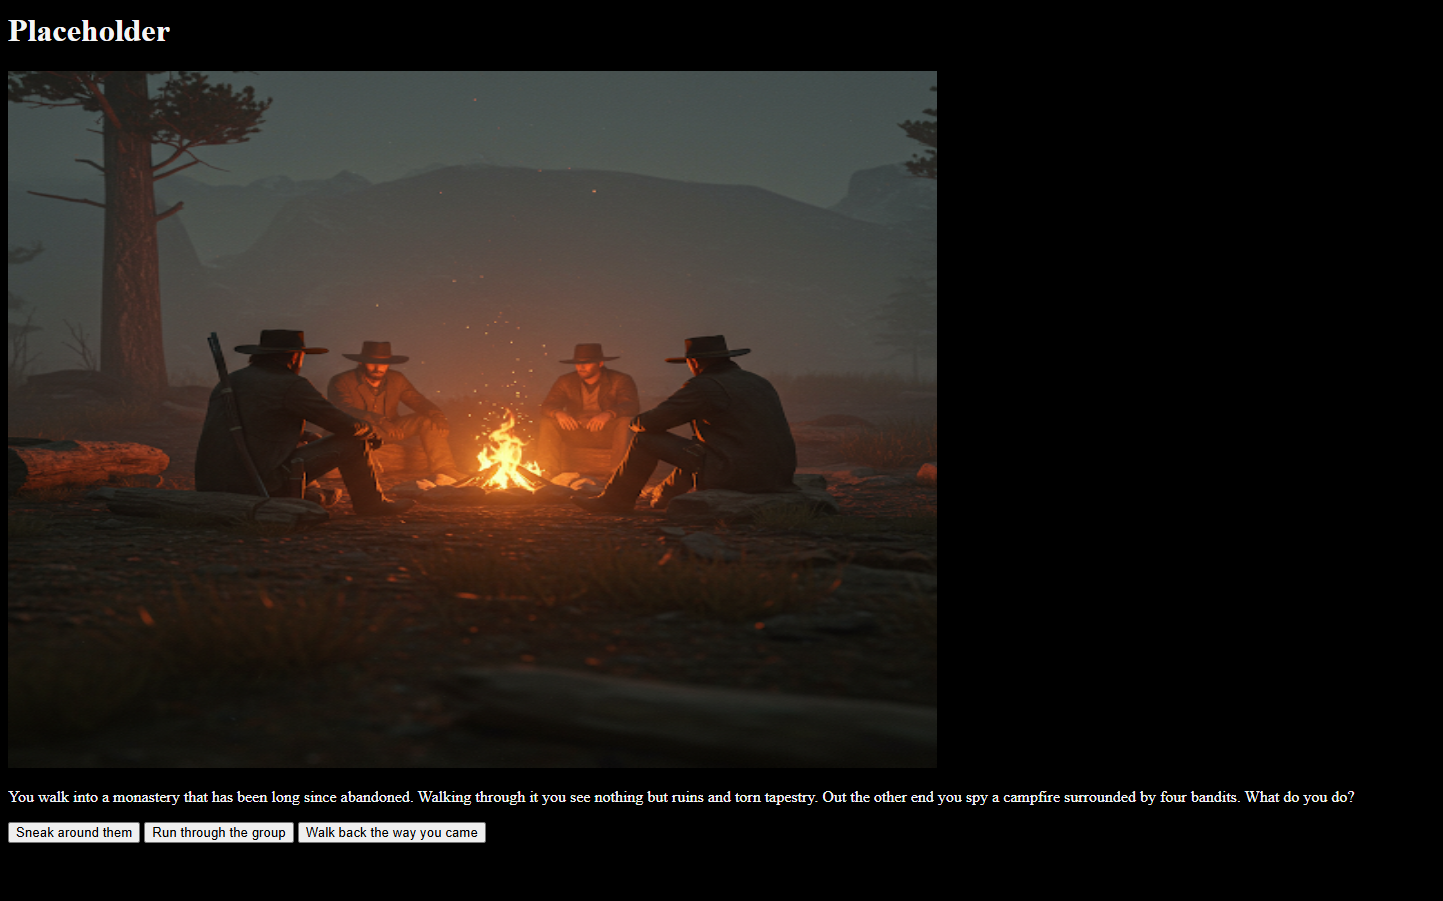 Placeholder
You walk into a monastery that has been long since abandoned. Walking through it you see nothing but ruins and torn tapestry. Out the other end you spy a campfire surrounded by four bandits. What do you do?
Sneak around them Run through the group Walk back the way you came